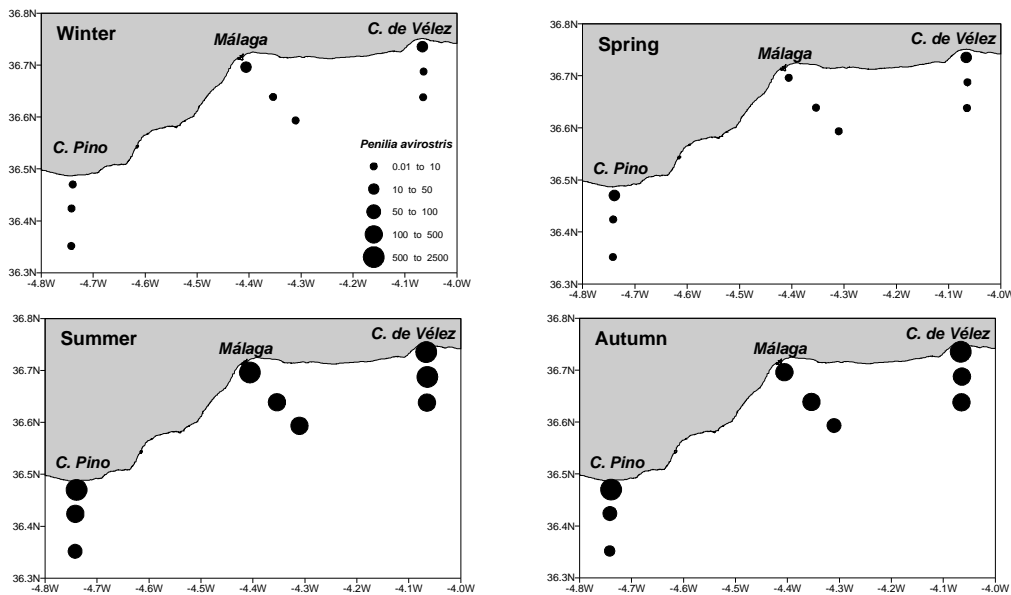 36.8N
Winter
Málaga
C. de Vélez
36.7N
36.6N
C. Pino
Penilia avirostris
0.01 to 10
36.5N
10 to 50
50 to 100
36.4N
100 to 500
500 to 2500
36.3N
-4.8W -4.7W -4.6W -4.5W -4.4W -4.3W -4.2W -4.1W -4.0W
36.8N
Spring
Málaga
C. de Vélez
36.7N
36.6N
C. Pino
36.5N
36.4N
36.3N
-4.8W -4.7W -4.6W -4.5W -4.4W -4.3W -4.2W -4.1W -4.0W
36.8N
Summer
Málaga
C. de Vélez
36.7N
36.6N
C. Pino
36.5N
36.4N
36.3N
-4.8W -4.7W -4.6W -4.5W -4.4W -4.3W -4.2W -4.1W -4.0W
36.8N
Autumn
Málaga
C. de Vélez
36.7N
36.6N
C. Pino
36.5N
36.4N
36.3N
-4.8W -4.7W -4.6W -4.5W -4.4W -4.3W -4.2W -4.1W -4.0W